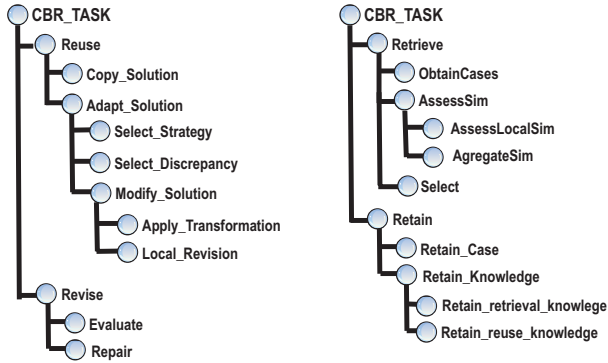 CBR_TASK
Reuse
Copy_Solution
Adapt_Solution
Select_Strategy
Select_Discrepancy
Modify_Solution
Apply_Transformation
Local_Revision
Revise
Evaluate
Repair
CBR_TASK
Retrieve
ObtainCases
AssessSim
AssessLocalSim
AgregateSim
Select
Retain
Retain_Case
Retain_Knowledge
Retain_retrieval_knowlege
Retain_reuse_knowledge